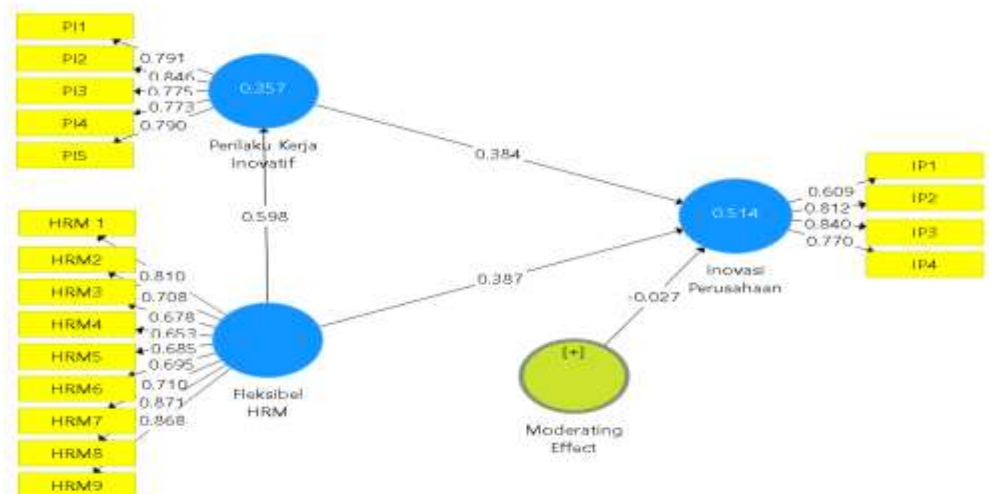 PI1
PI2
PI3
PI4
PI5
0.791
0.846
0.775
0.773
0.790
0.357
Perilaku Kerja
Inovatif
0.384
0.598
HRM 1
HRM2
HRM3
HRM4
HRM5
HRM6
HRM7
HRM8
HRM9
0.810
0.708
0.678
0.653
0.685
0.695
0.710
0.871
0.868
Fleksibel
HRM
0.387
0.514
Inovasi
Perusahaan
0.609
0.812
0.840
0.770
IP1
IP2
IP3
IP4
-0.027
[+]
Moderating
Effect